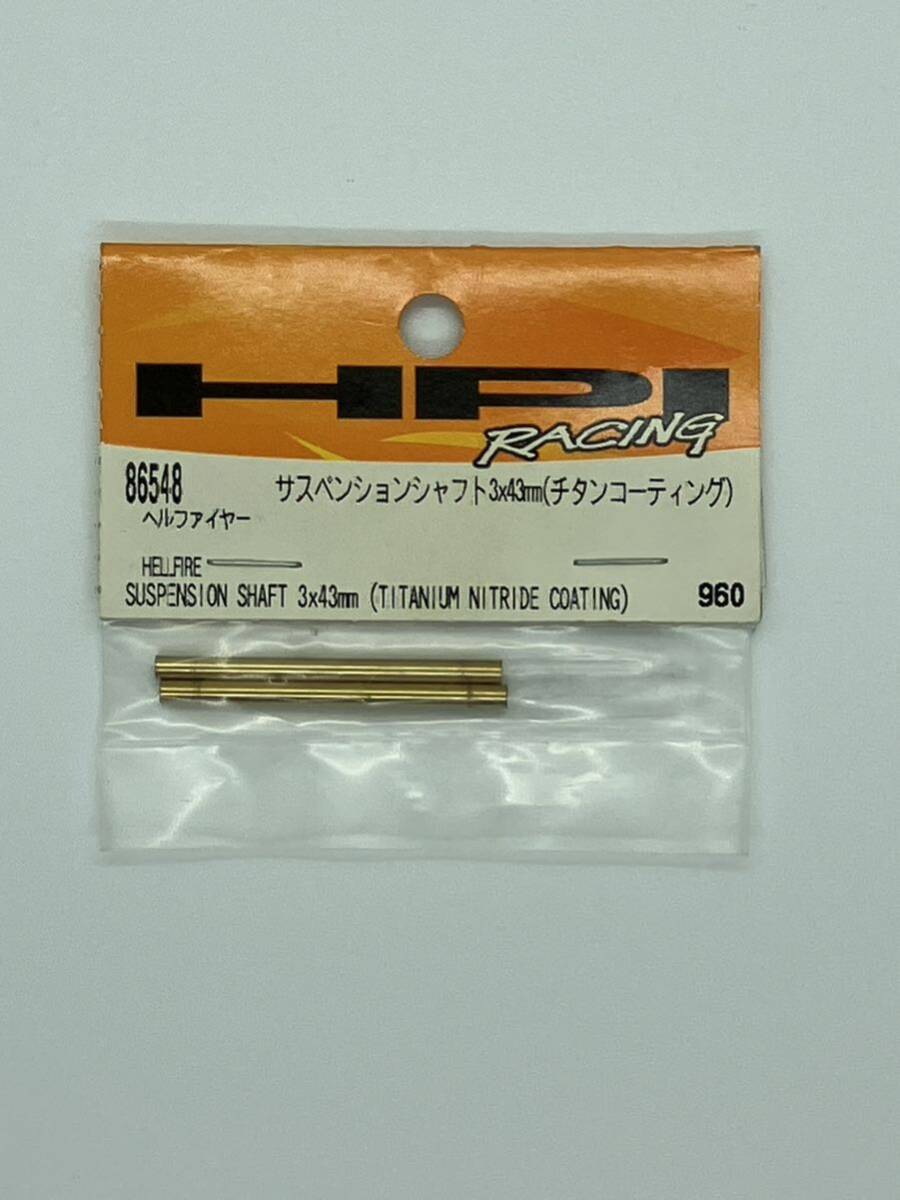 HPI
RACING
86548 サスペンションシャフト3x43mm(チタンコーティング)
ヘルファイヤー
HELLFIRE
SUSPENSION SHAFT 3x43mm (TITANIUM NITRIDE COATING) 960